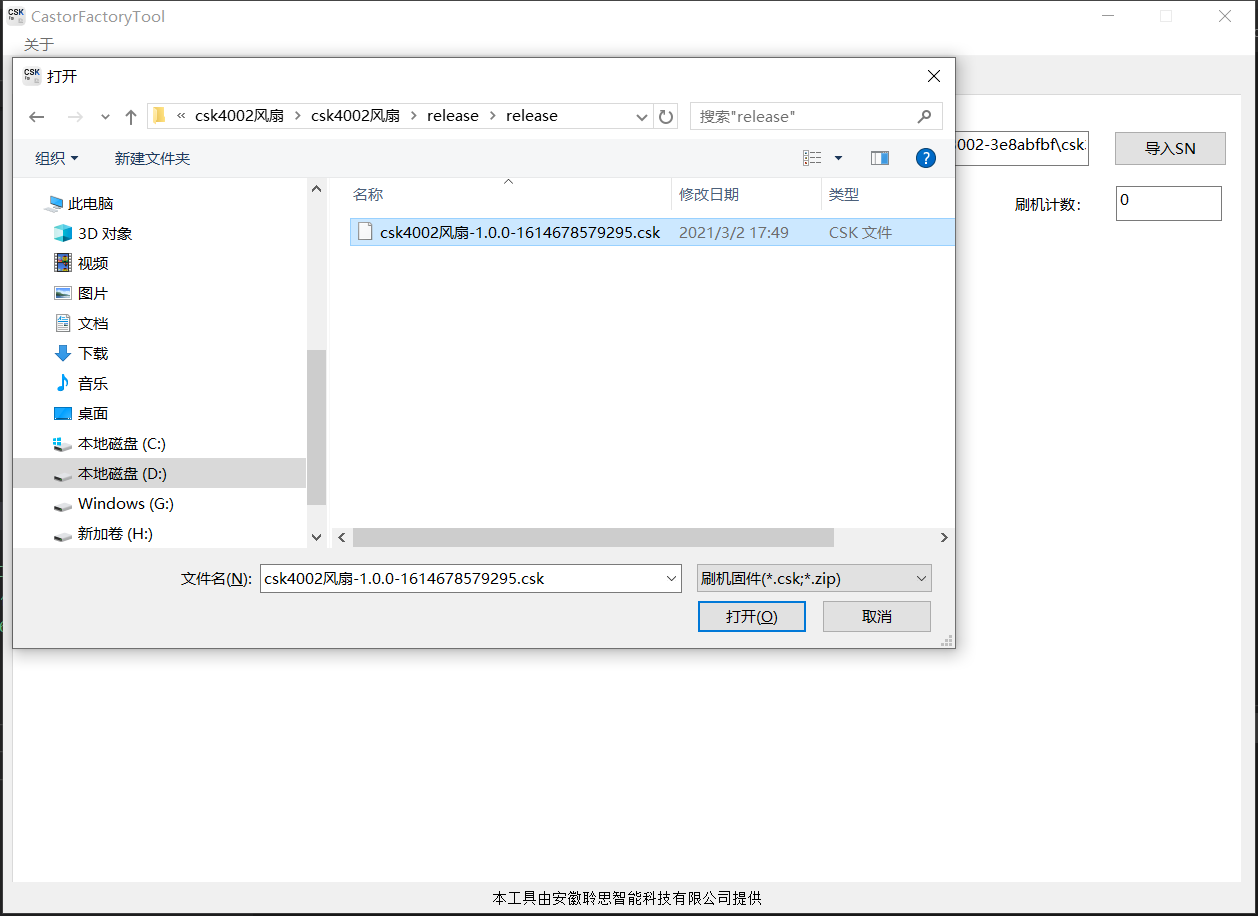 CSK CastorFactoryTool
关于
CSK 打开
« csk4002风扇 > csk4002风扇 > release > release
搜索"release"
组织
新建文件夹
?
002-3e8abfbf\csk
导入SN
刷机计数:
0
此电脑
3D 对象
视频
图片
文档
下载
音乐
桌面
本地磁盘 (C:)
本地磁盘 (D:)
Windows (G:)
新加卷 (H:)
名称
修改日期
类型
csk4002风扇-1.0.0-1614678579295.csk
2021/3/2 17:49
CSK 文件
文件名(N):
csk4002风扇-1.0.0-1614678579295.csk
刷机固件(*.csk;*.zip)
打开(O)
取消
本工具由安徽聆思智能科技有限公司提供